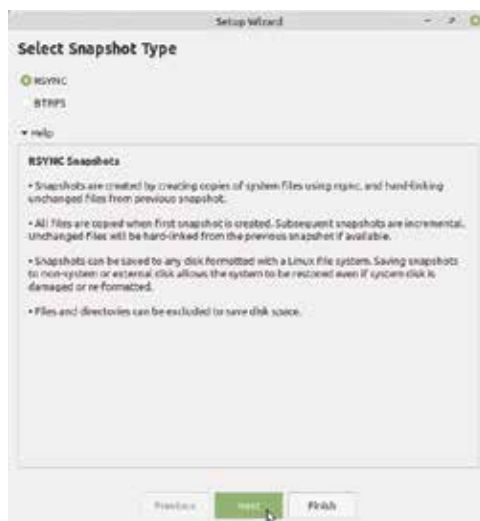 Setup Wizard
Select Snapshot Type
RSYNC
BTRFS
Help
RSYNC Snapshots
• Snapshots are created by creating copies of system files using rsync, and hard-linking
unchanged files from previous snapshot.
• All files are copied when first snapshot is created. Subsequent snapshots are incremental.
Unchanged files will be hard-linked from the previous snapshot if available.
• Snapshots can be saved to any disk formatted with a Linux file system. Saving snapshots
to non-system or external disk allows the system to be restored even if system disk is
damaged or re-formatted.
• Files and directories can be excluded to save disk space.
Previous Next Finish